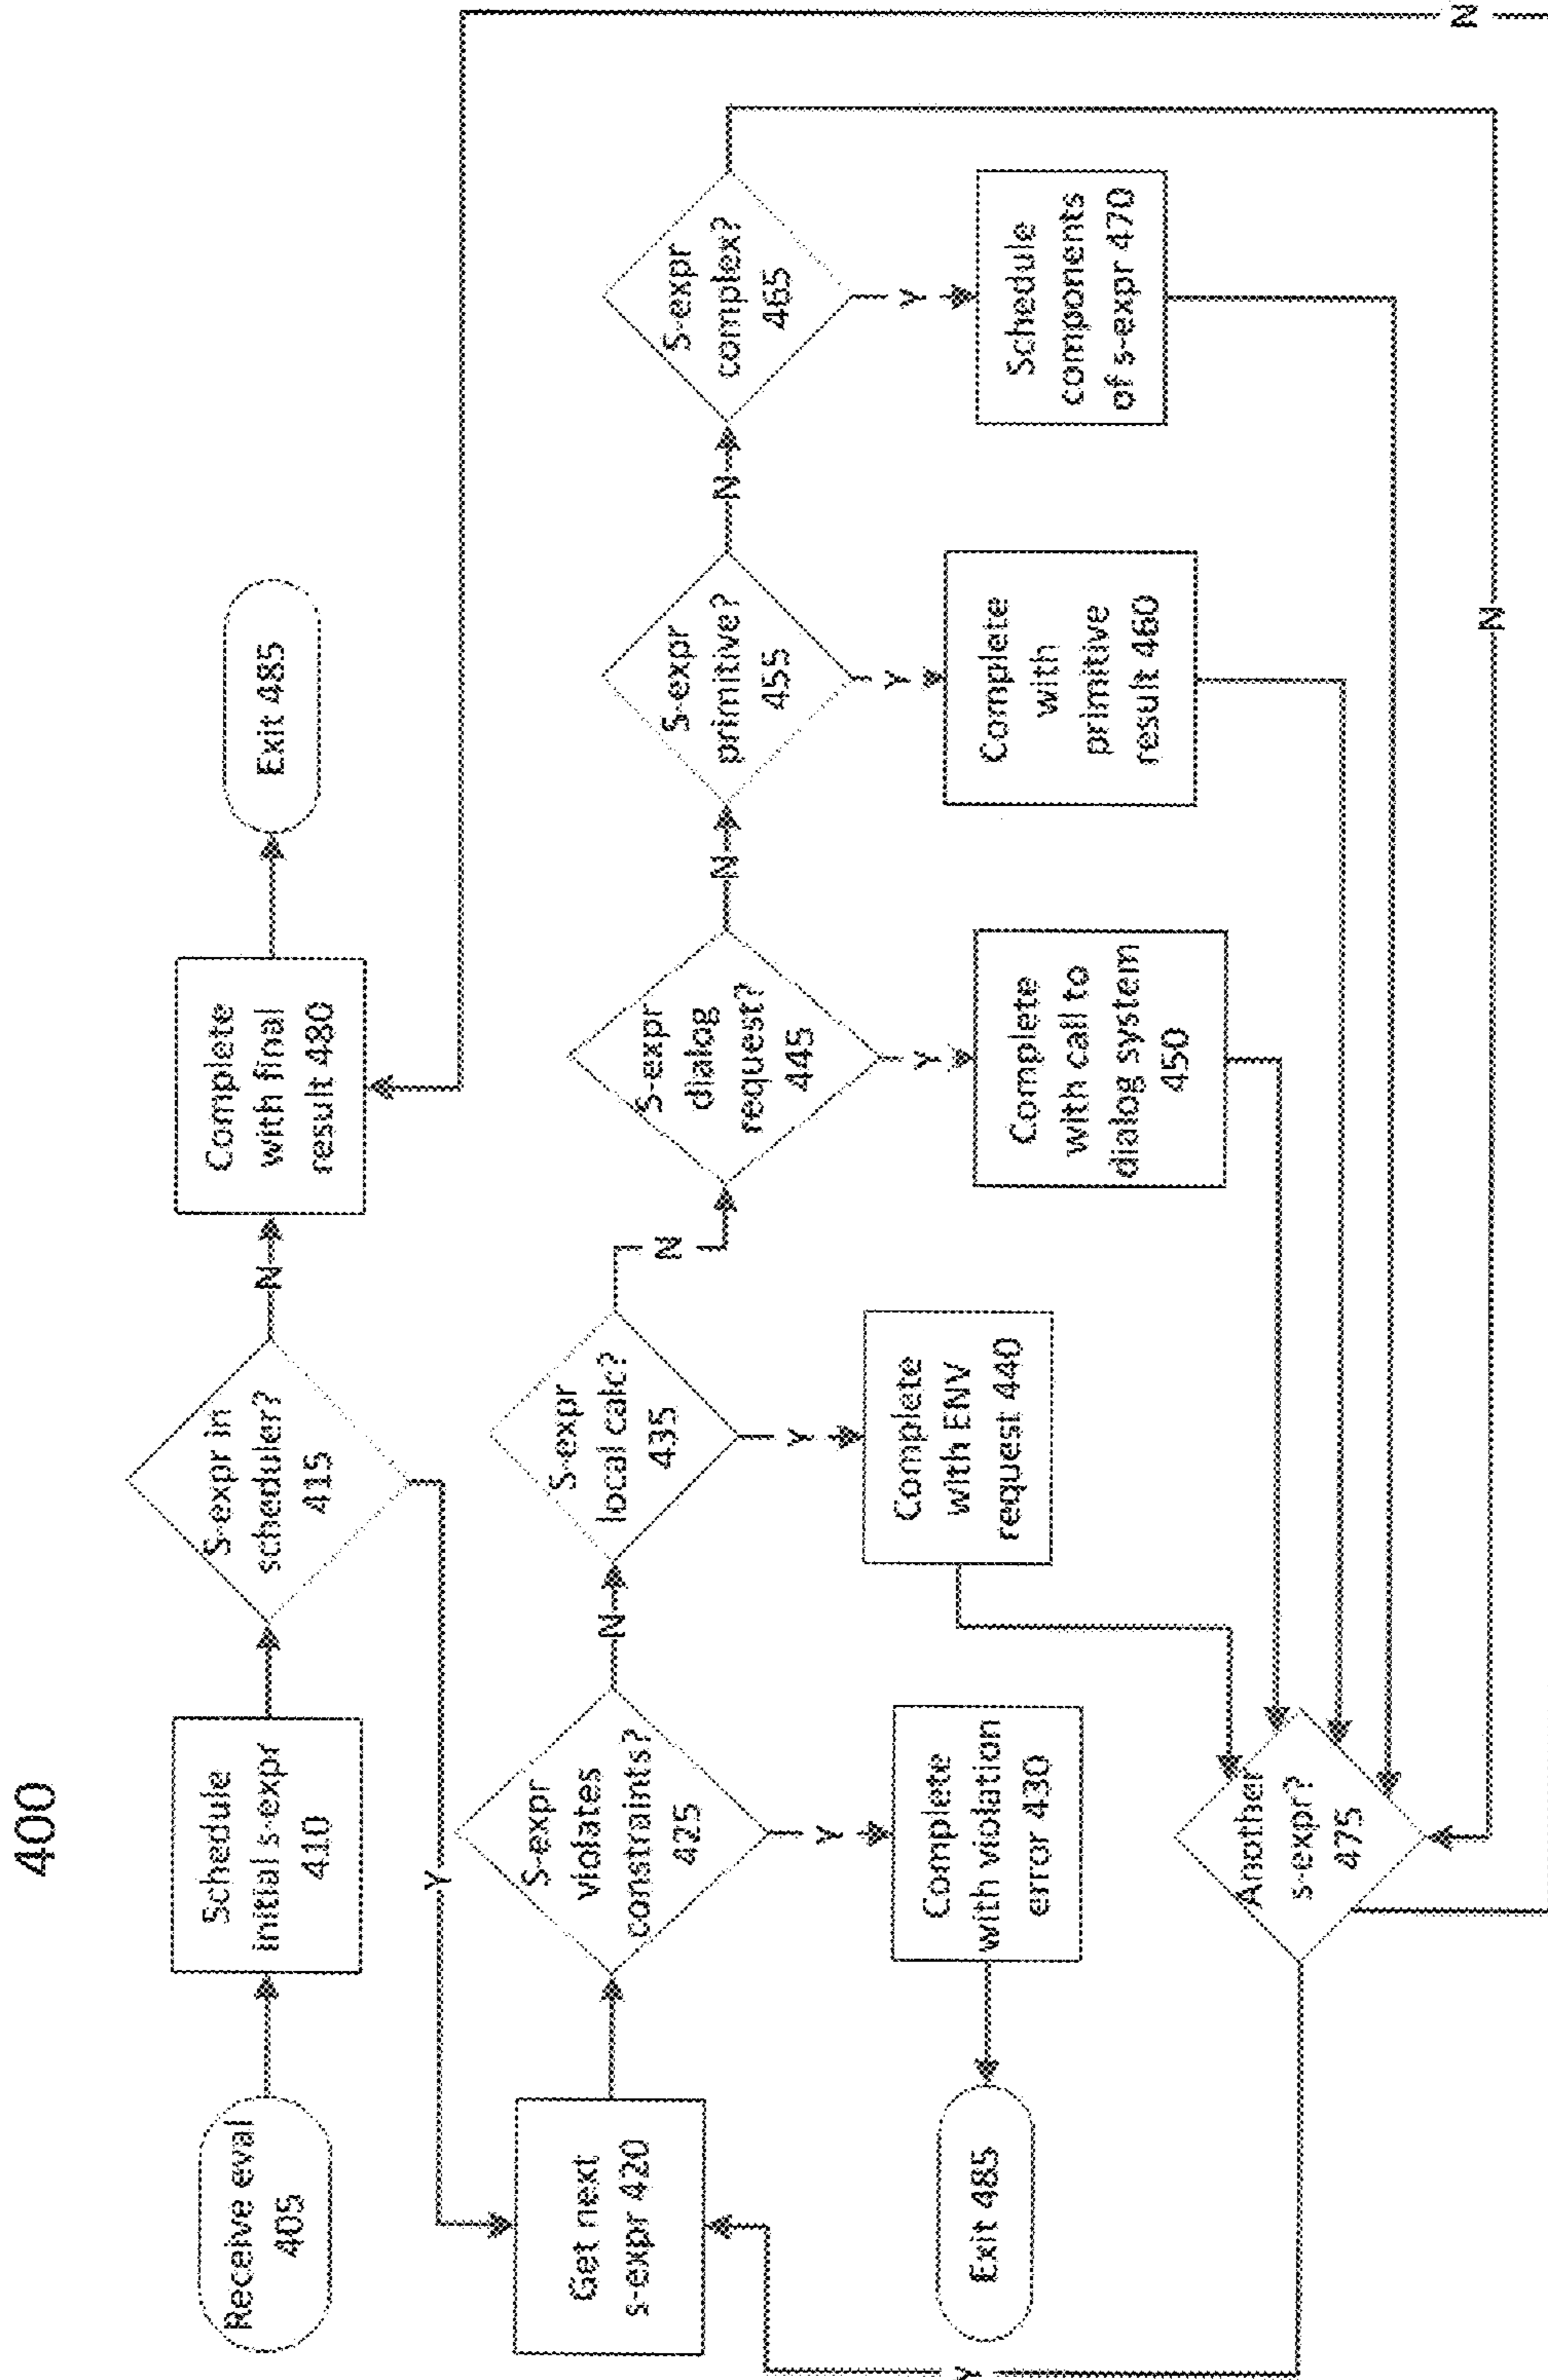 400
Receive eval
405
Schedule
initial s-expr
410
S-expr in
scheduler?
415
N
Complete
with final
result 480
Exit 485
Y
Get next
s-expr 420
S-expr
violates
constraints?
425
N
S-expr
local calc?
435
N
S-expr
dialog
request?
445
N
S-expr
primitive?
455
N
S-expr
complex?
465
Y
Y
Y
Y
Y
Exit 485
Complete
with violation
error 430
Complete
with ENV
request 440
Complete
with call to
dialog system
450
Complete
with
primitive
result 460
Schedule
components
of s-expr 470
Another
s-expr?
475
Y
N
N